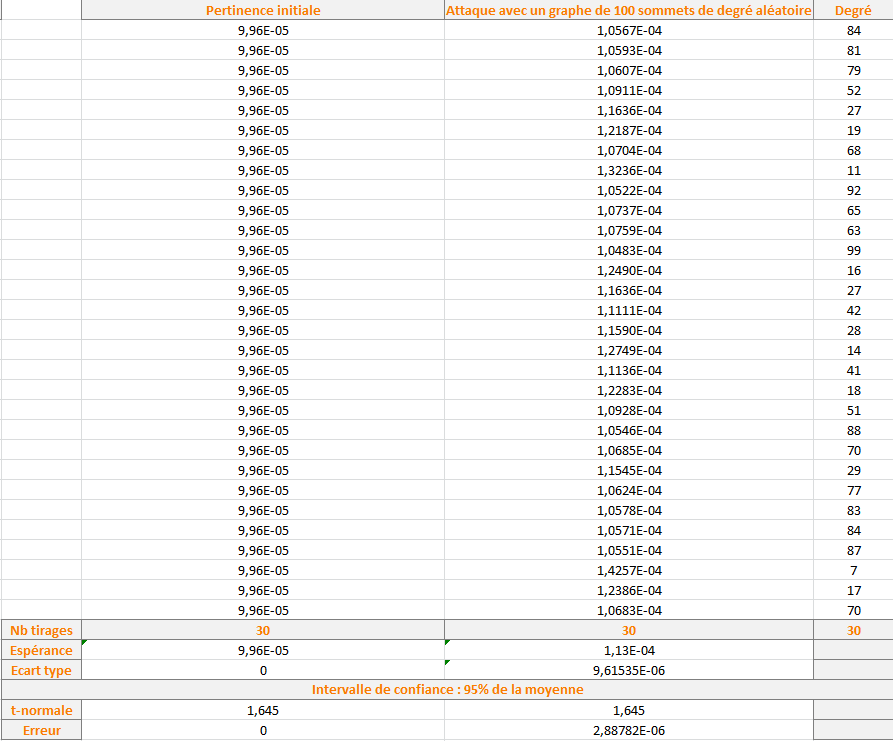 Pertinence initiale Attaque avec un graphe de 100 sommets de degré aléatoire Degré
9,96E-05 1,0567E-04 84
9,96E-05 1,0593E-04 81
9,96E-05 1,0607E-04 79
9,96E-05 1,0911E-04 52
9,96E-05 1,1636E-04 27
9,96E-05 1,2187E-04 19
9,96E-05 1,0704E-04 68
9,96E-05 1,3236E-04 11
9,96E-05 1,0522E-04 92
9,96E-05 1,0737E-04 65
9,96E-05 1,0759E-04 63
9,96E-05 1,0483E-04 99
9,96E-05 1,2490E-04 16
9,96E-05 1,1636E-04 27
9,96E-05 1,1111E-04 42
9,96E-05 1,1590E-04 28
9,96E-05 1,2749E-04 14
9,96E-05 1,1136E-04 41
9,96E-05 1,2283E-04 18
9,96E-05 1,0928E-04 51
9,96E-05 1,0546E-04 88
9,96E-05 1,0685E-04 70
9,96E-05 1,1545E-04 29
9,96E-05 1,0624E-04 77
9,96E-05 1,0578E-04 83
9,96E-05 1,0571E-04 84
9,96E-05 1,0551E-04 87
9,96E-05 1,4257E-04 7
9,96E-05 1,2386E-04 17
9,96E-05 1,0683E-04 70
Nb tirages 30 30 30
Espérance 9,96E-05 1,13E-04
Ecart type 0 9,61535E-06
Intervalle de confiance : 95% de la moyenne
t-normale 1,645 1,645
Erreur 0 2,88782E-06